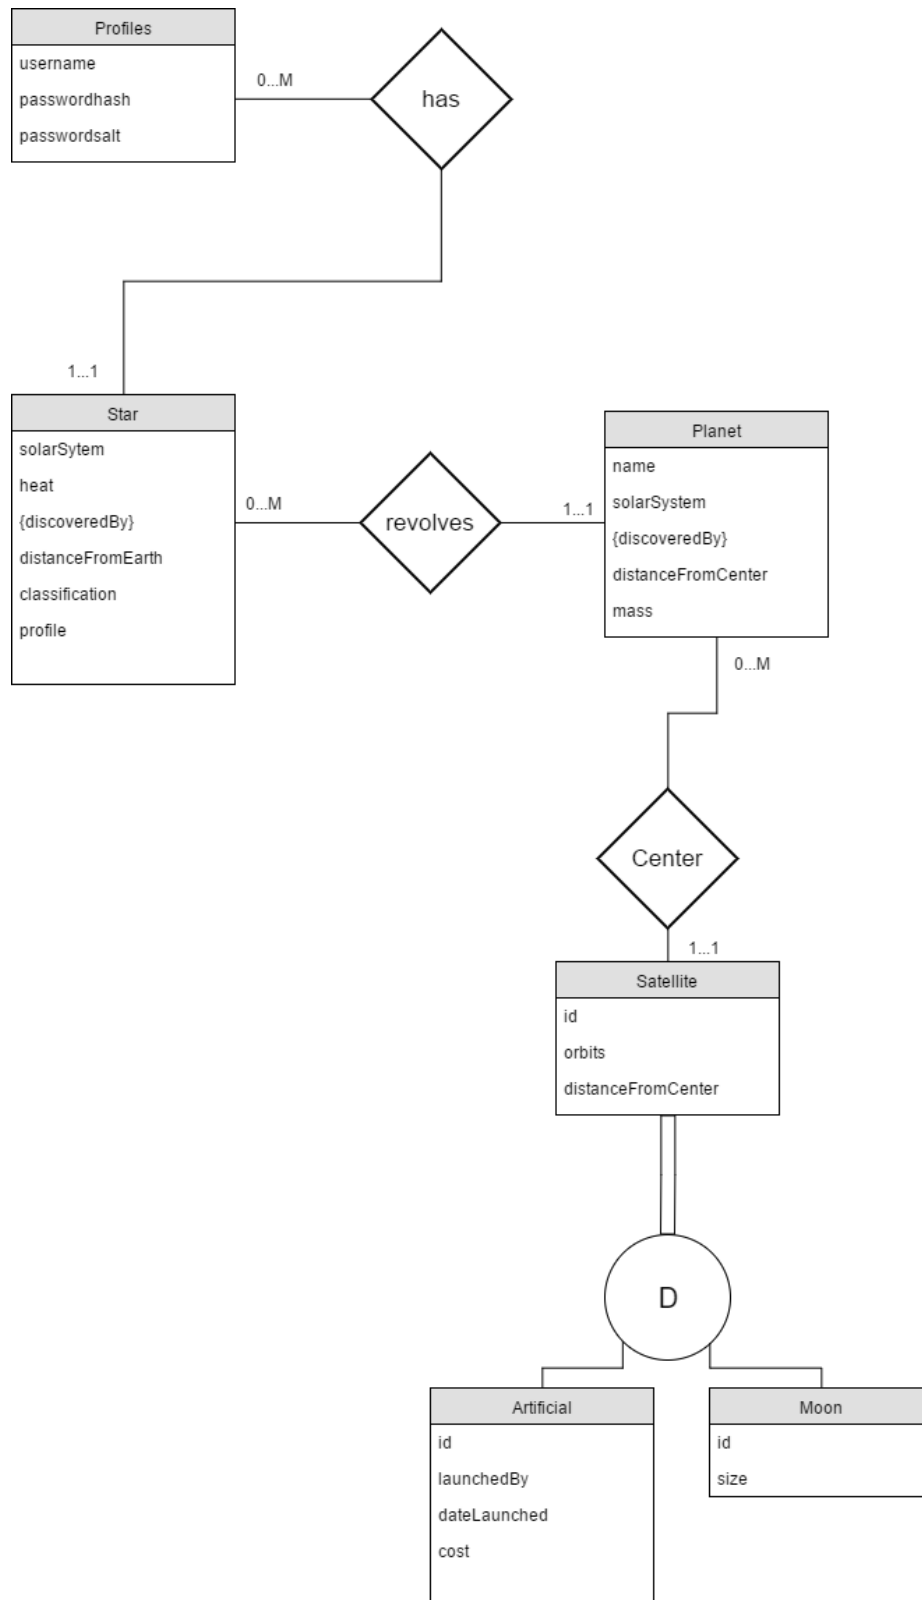 Profiles
username
passwordhash
passwordsalt
0...M
has
1...1
Star
solarSytem
heat
{discoveredBy}
distanceFromEarth
classification
profile
0...M
revolves
1...1
Planet
name
solarSystem
{discoveredBy}
distanceFromCenter
mass
0...M
Center
1...1
Satellite
id
orbits
distanceFromCenter
D
Artificial
id
launchedBy
dateLaunched
cost
Moon
id
size